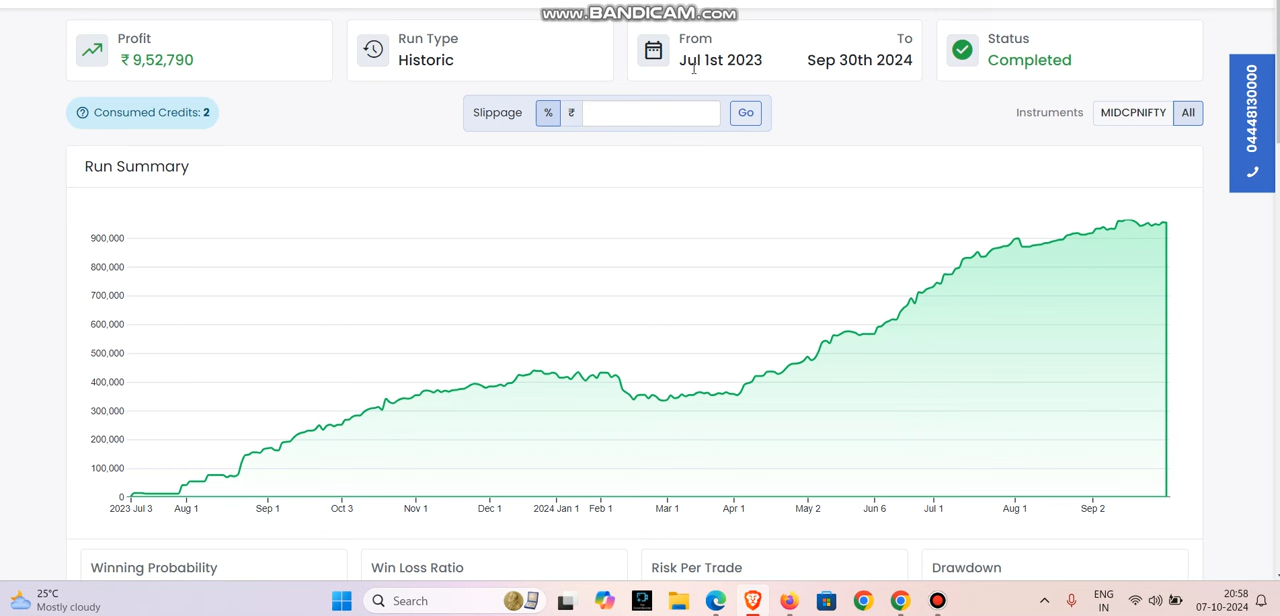 www.BANDICAM.com
Profit
₹ 9,52,790
Run Type
Historic
From
To
Jul 1st 2023
Sep 30th 2024
Status
Completed
Consumed Credits: 2
Slippage
%
₹
Go
Instruments
MIDCPNIFTY
All
04448130000
Run Summary
900,000
800,000
700,000
600,000
500,000
400,000
300,000
200,000
100,000
0
2023 Jul 3
Aug 1
Sep 1
Oct 3
Nov 1
Dec 1
2024 Jan 1
Feb 1
Mar 1
Apr 1
May 2
Jun 6
Jul 1
Aug 1
Sep 2
Winning Probability
Win Loss Ratio
Risk Per Trade
Drawdown
25°C
Mostly cloudy
Search
ENG
IN
20:58
07-10-2024